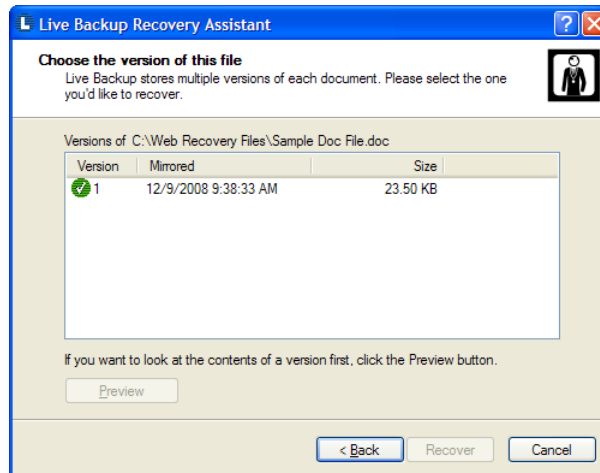 L Live Backup Recovery Assistant ?
Choose the version of this file
Live Backup stores multiple versions of each document. Please select the one
you'd like to recover.
Versions of C:\Web Recovery Files\Sample Doc File.doc
Version Mirrored Size
1 12/9/2008 9:38:33 AM 23.50 KB
If you want to look at the contents of a version first, click the Preview button.
Preview
< Back Recover Cancel